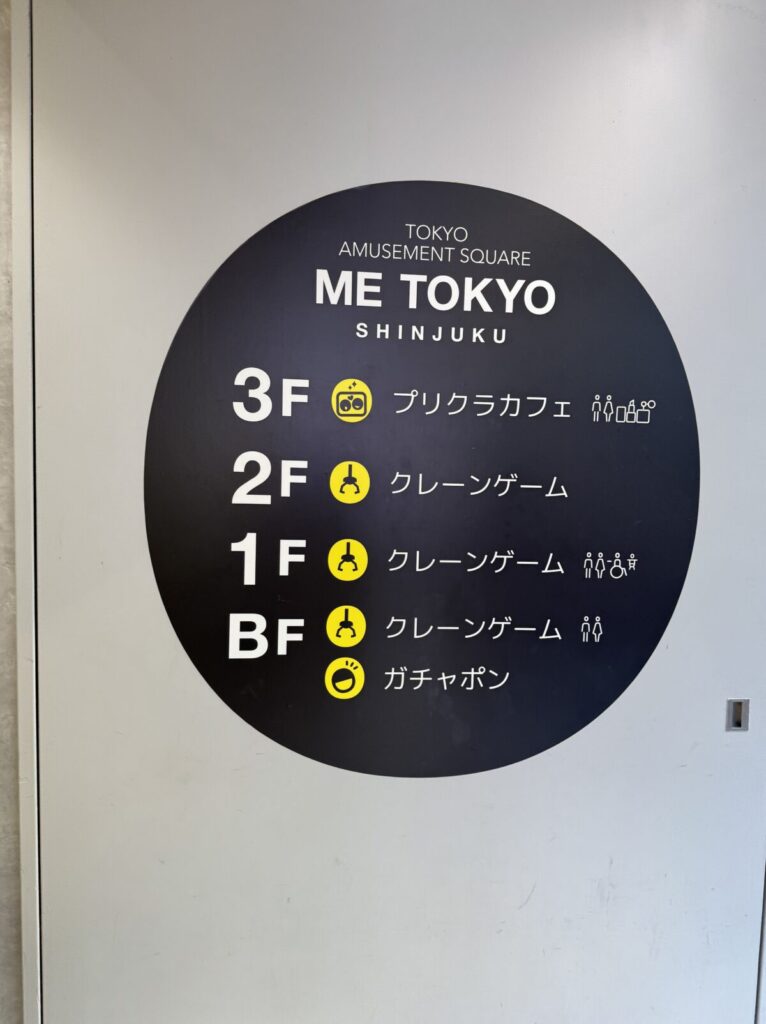 TOKYO
AMUSEMENT SQUARE
ME TOKYO
SHINJUKU
3F プリクラカフェ
2F クレーンゲーム
1F クレーンゲーム
BF クレーンゲーム
ガチャポン